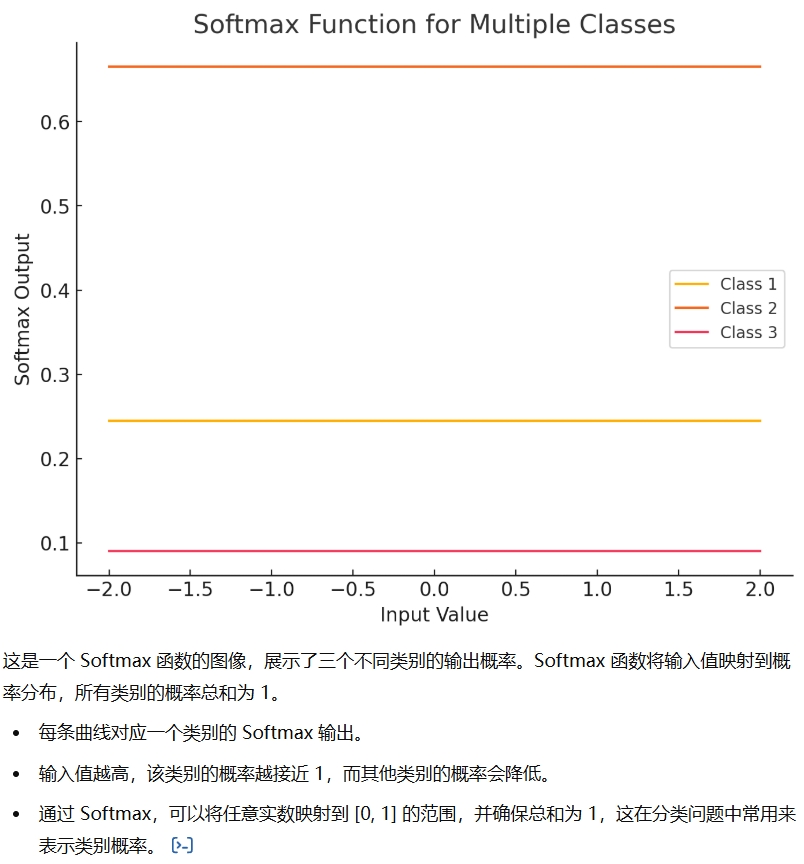 Softmax Function for Multiple Classes
Softmax Output
0.6
0.5
0.4
0.3
0.2
0.1
Class 1
Class 2
Class 3
−2.0 −1.5 −1.0 −0.5 0.0 0.5 1.0 1.5 2.0
Input Value
这是一个 Softmax 函数的图像，展示了三个不同类别的输出概率。Softmax 函数将输入值映射到概
率分布，所有类别的概率总和为 1。
• 每条曲线对应一个类别的 Softmax 输出。
• 输入值越高，该类别的概率越接近 1，而其他类别的概率会降低。
• 通过 Softmax，可以将任意实数映射到 [0, 1] 的范围，并确保总和为 1，这在分类问题中常用来
表示类别概率。 [>-]